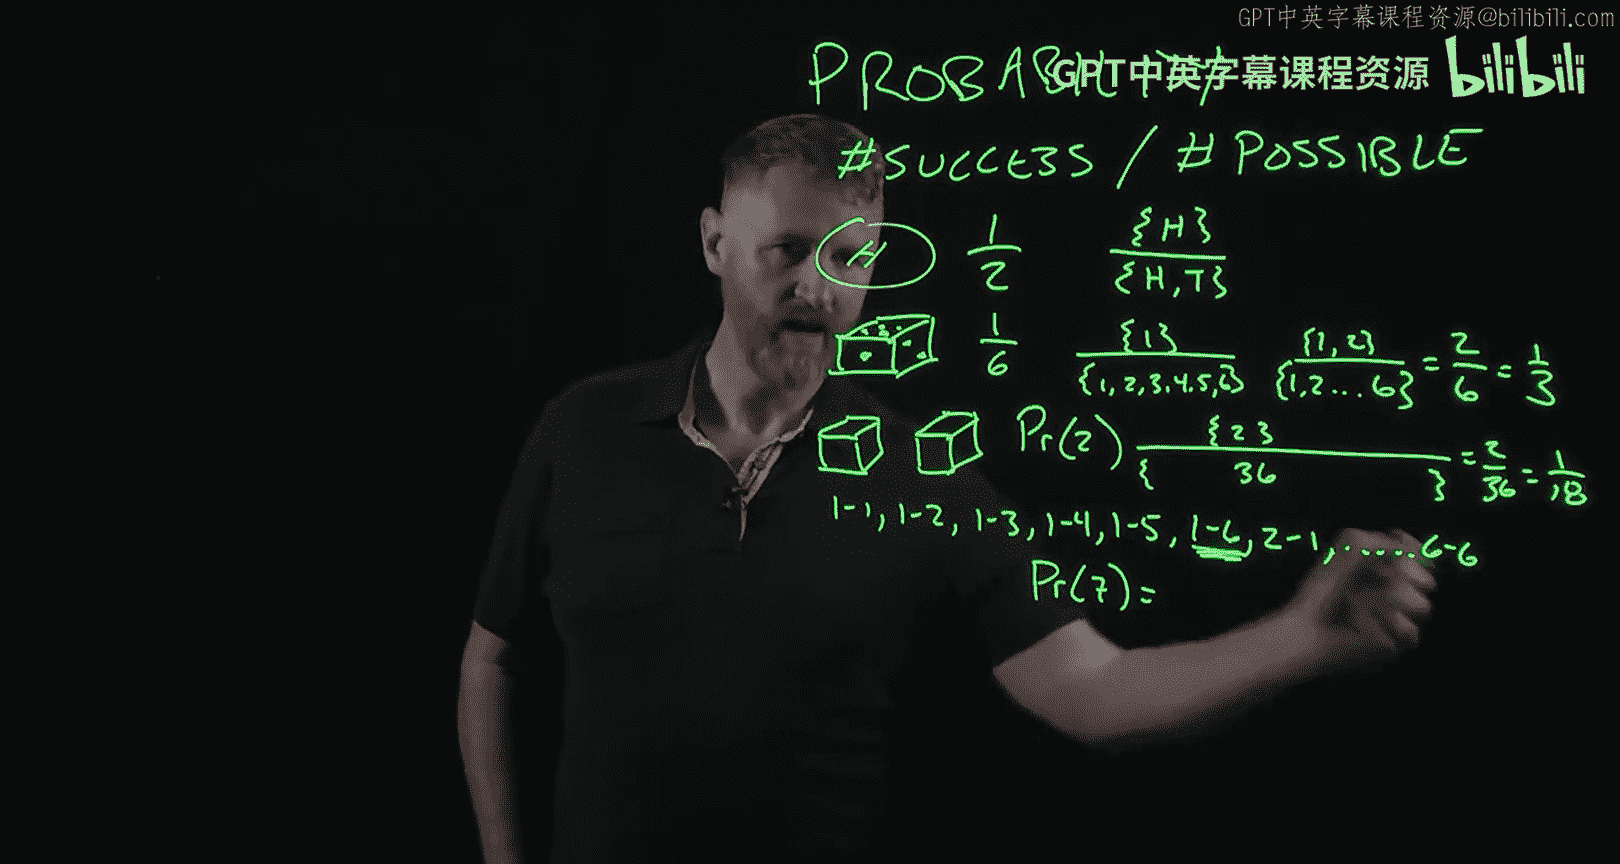 GPT中英字幕课程资源@bilibili.com
PROBABILITY
GPT中英字幕课程资源 bilibili
#SUCCESS / #POSSIBLE
H 1/2 {H}/{H,T}
1/6 {1}/{1,2,3,4,5,6} {1,2}/{1,2...6} = 2/6 = 1/3
Pr(2) {2}/{36} = 2/36 = 1/18
1-1, 1-2, 1-3, 1-4, 1-5, 1-6, 2-1, ......6-6
Pr(7) =